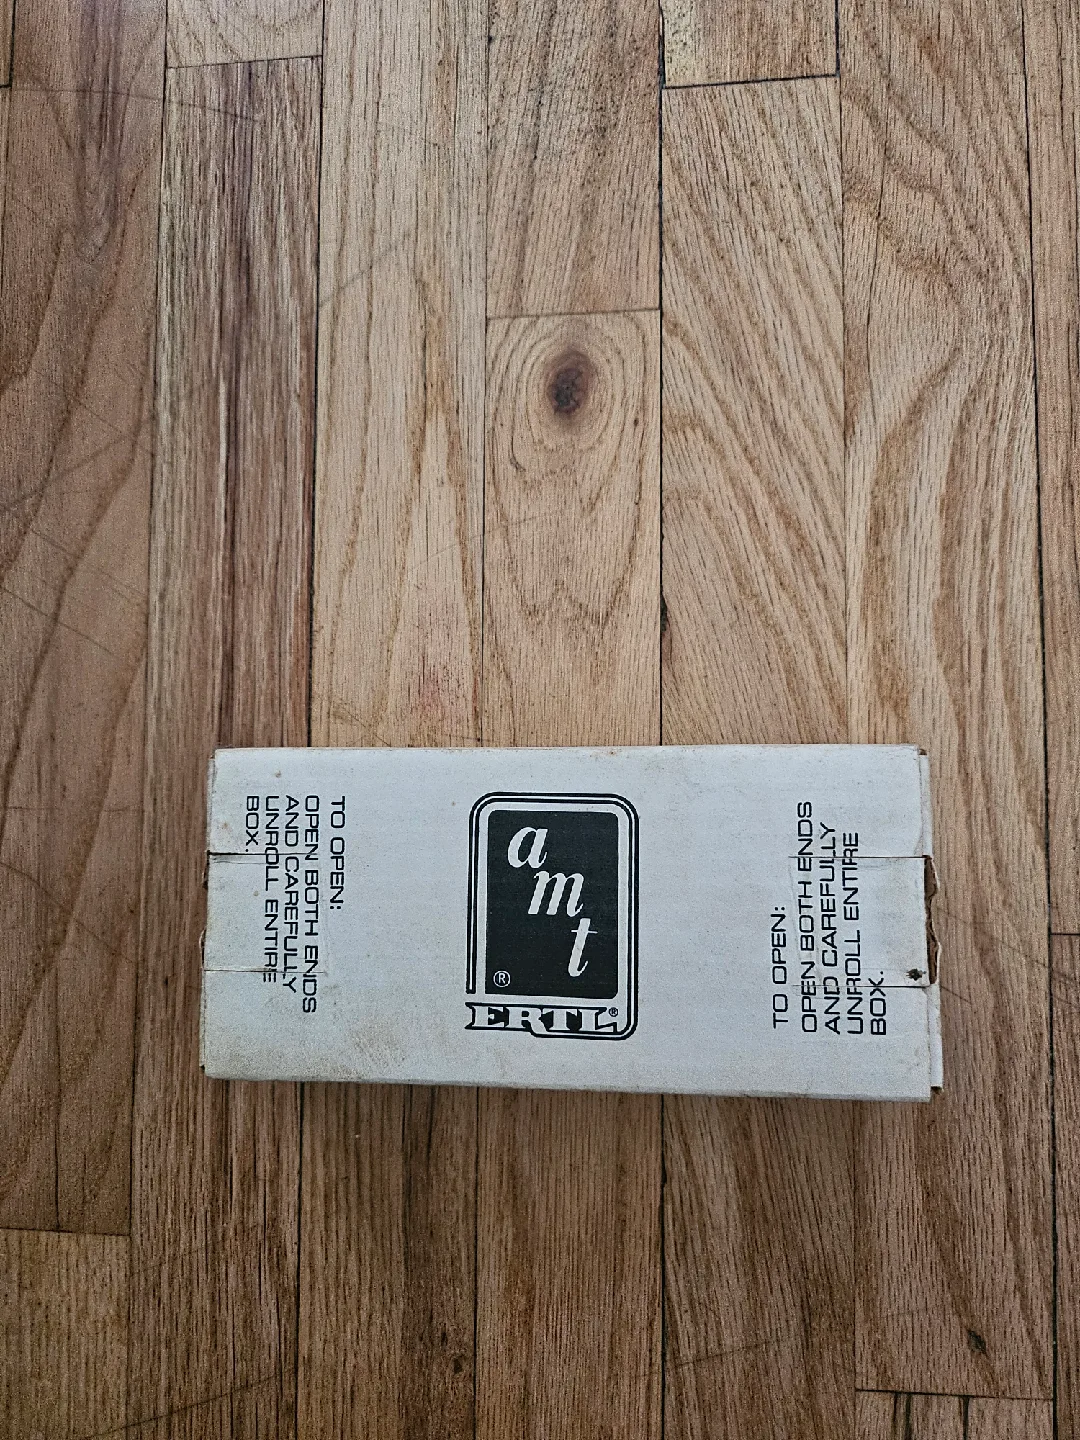 TO OPEN:
OPEN BOTH ENDS
AND CAREFULLY
UNROLL ENTIRE
BOX.
amt
®
ERTL®
TO OPEN:
OPEN BOTH ENDS
AND CAREFULLY
UNROLL ENTIRE
BOX.